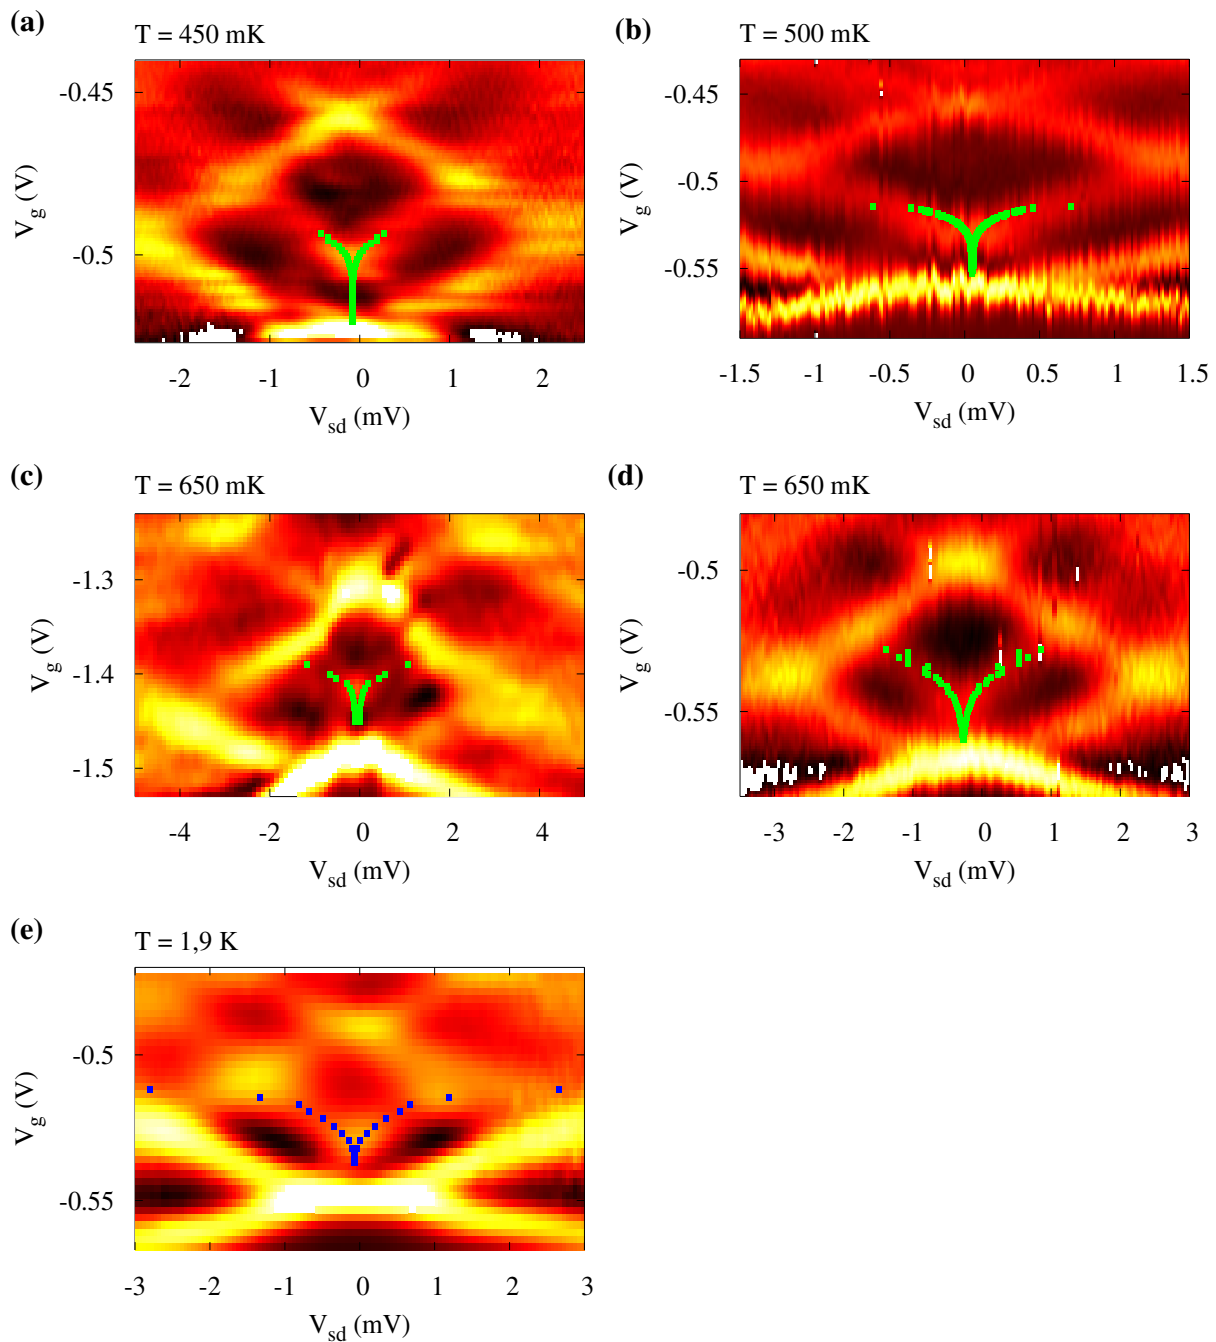 (a)
T = 450 mK
-0.45
-0.5
V_g (V)
-2 -1 0 1 2
V_sd (mV)
(b)
T = 500 mK
-0.45
-0.5
-0.55
V_g (V)
-1.5 -1 -0.5 0 0.5 1 1.5
V_sd (mV)
(c)
T = 650 mK
-1.3
-1.4
-1.5
V_g (V)
-4 -2 0 2 4
V_sd (mV)
(d)
T = 650 mK
-0.5
-0.55
V_g (V)
-3 -2 -1 0 1 2 3
V_sd (mV)
(e)
T = 1,9 K
-0.5
-0.55
V_g (V)
-3 -2 -1 0 1 2 3
V_sd (mV)